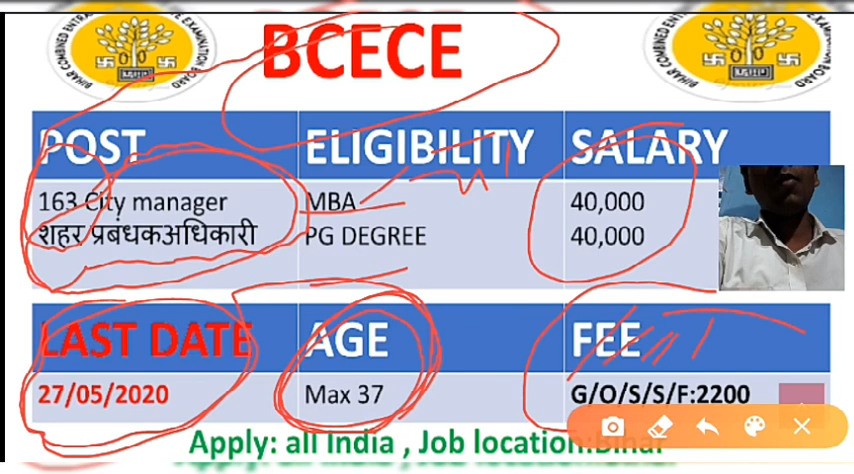 BCECE
POST ELIGIBILITY SALARY
163 City manager MBA 40,000
शहर प्रबंधकअधिकारी PG DEGREE 40,000
LAST DATE AGE FEE
27/05/2020 Max 37 G/O/S/S/F:2200
Apply: all India , Job location:Bihar